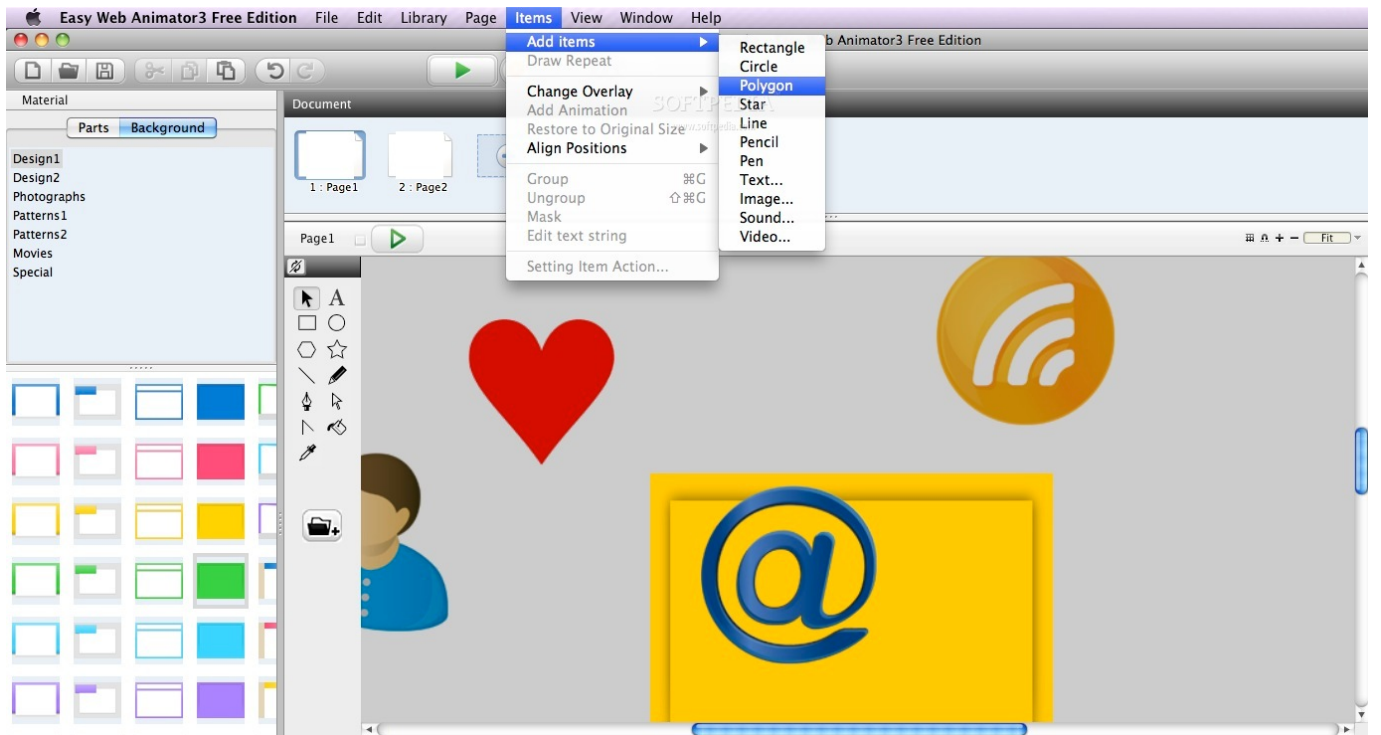 Easy Web Animator3 Free Edition File Edit Library Page Items View Window Help
b Animator3 Free Edition
Add items
Draw Repeat
Change Overlay
Add Animation
Restore to Original Size
Align Positions
Group ⌘G
Ungroup ⇧⌘G
Mask
Edit text string
Setting Item Action...
Rectangle
Circle
Polygon
Star
Line
Pencil
Pen
Text...
Image...
Sound...
Video...
Material
Parts Background
Design1
Design2
Photographs
Patterns1
Patterns2
Movies
Special
Document
1 : Page1 2 : Page2
Page1
Fit
A
@
SOFTPEDIA